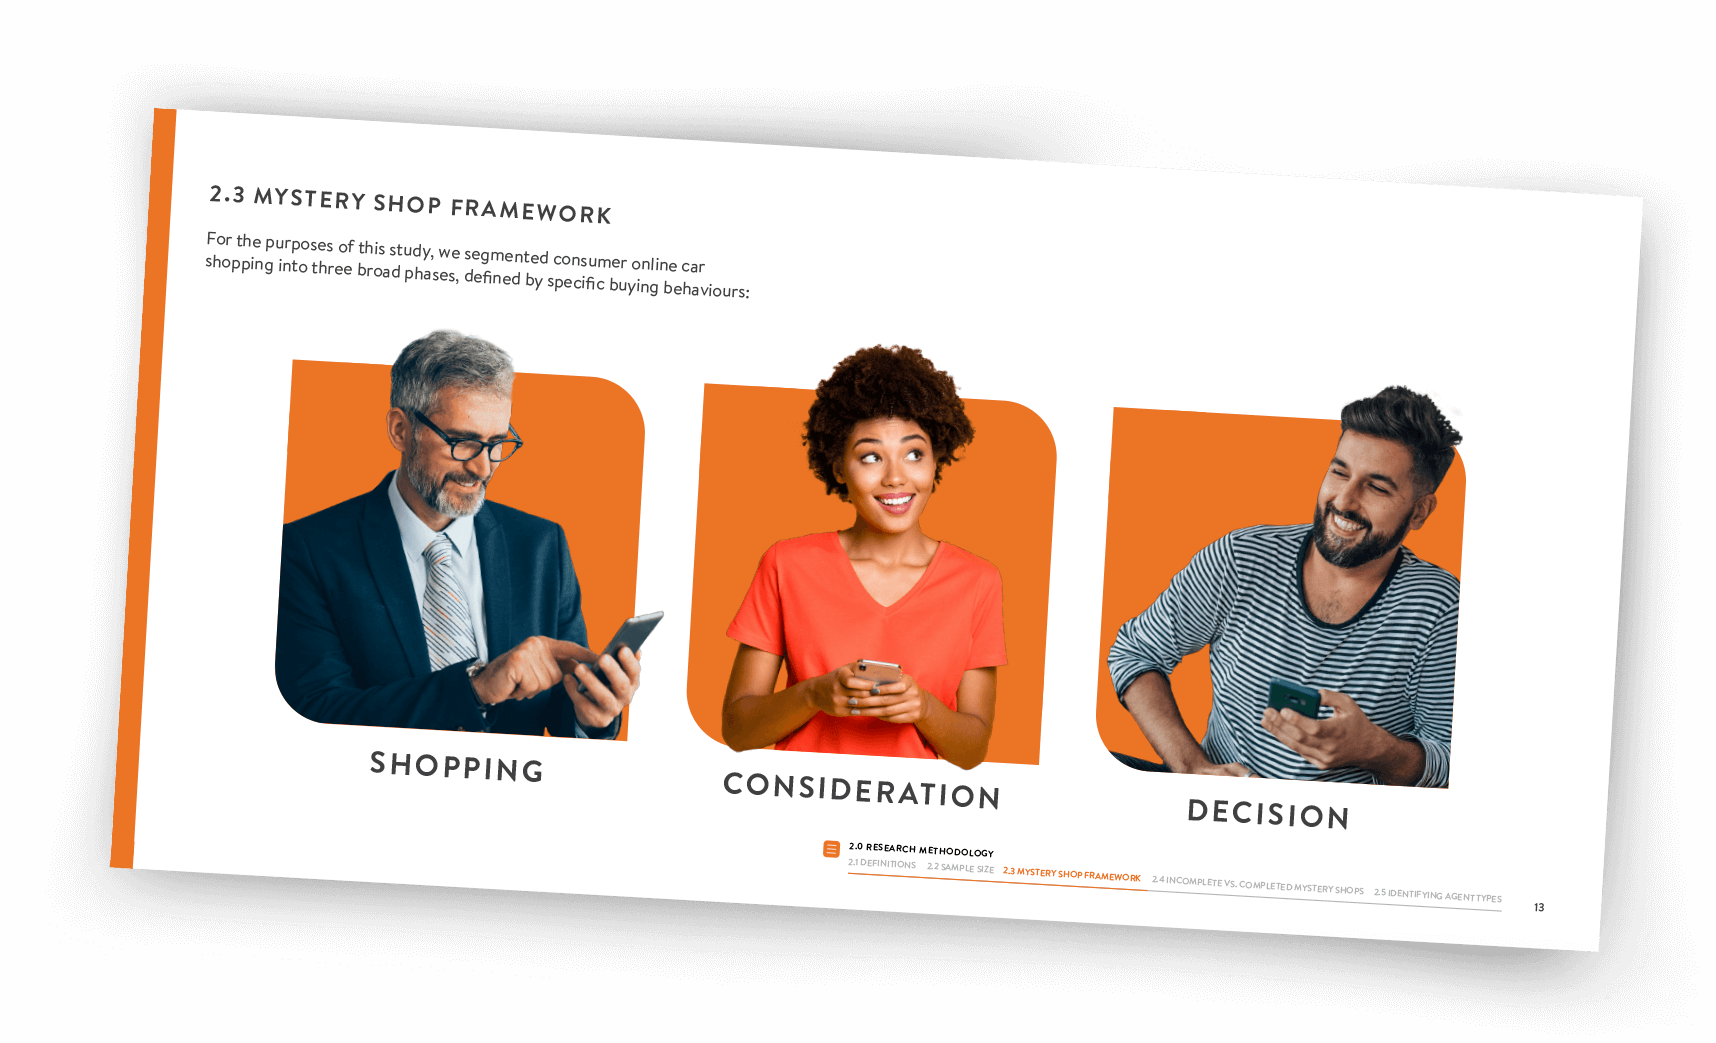 2.3 MYSTERY SHOP FRAMEWORK
For the purposes of this study, we segmented consumer online car
shopping into three broad phases, defined by specific buying behaviours:
SHOPPING
CONSIDERATION
DECISION
2.0 RESEARCH METHODOLOGY
2.1 DEFINITIONS 2.2 SAMPLE SIZE 2.3 MYSTERY SHOP FRAMEWORK 2.4 INCOMPLETE VS. COMPLETED MYSTERY SHOPS 2.5 IDENTIFYING AGENT TYPES
13